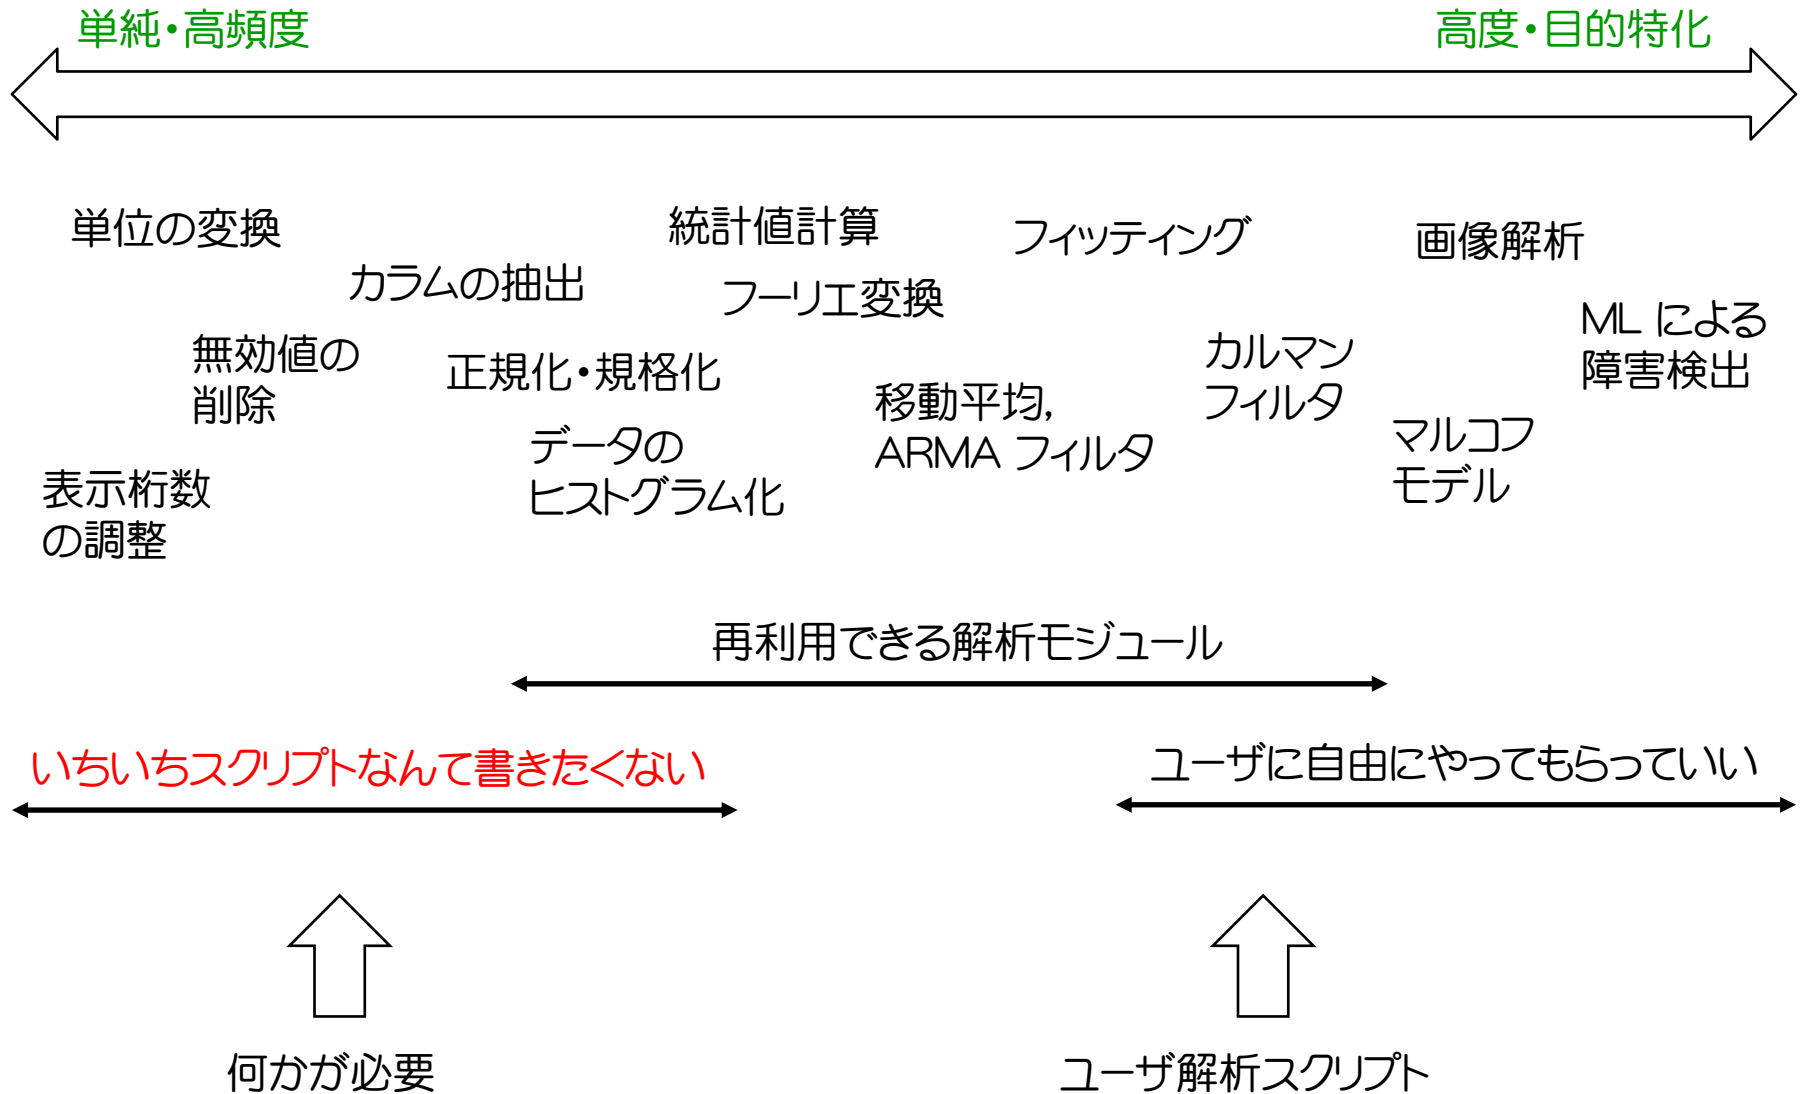 単純・高頻度
高度・目的特化
単位の変換
統計値計算
フィッティング
画像解析
カラムの抽出
フーリエ変換
ML による
障害検出
無効値の
削除
正規化・規格化
カルマン
フィルタ
移動平均,
ARMA フィルタ
データの
ヒストグラム化
マルコフ
モデル
表示桁数
の調整
再利用できる解析モジュール
いちいちスクリプトなんて書きたくない
ユーザに自由にやってもらっていい
何かが必要
ユーザ解析スクリプト